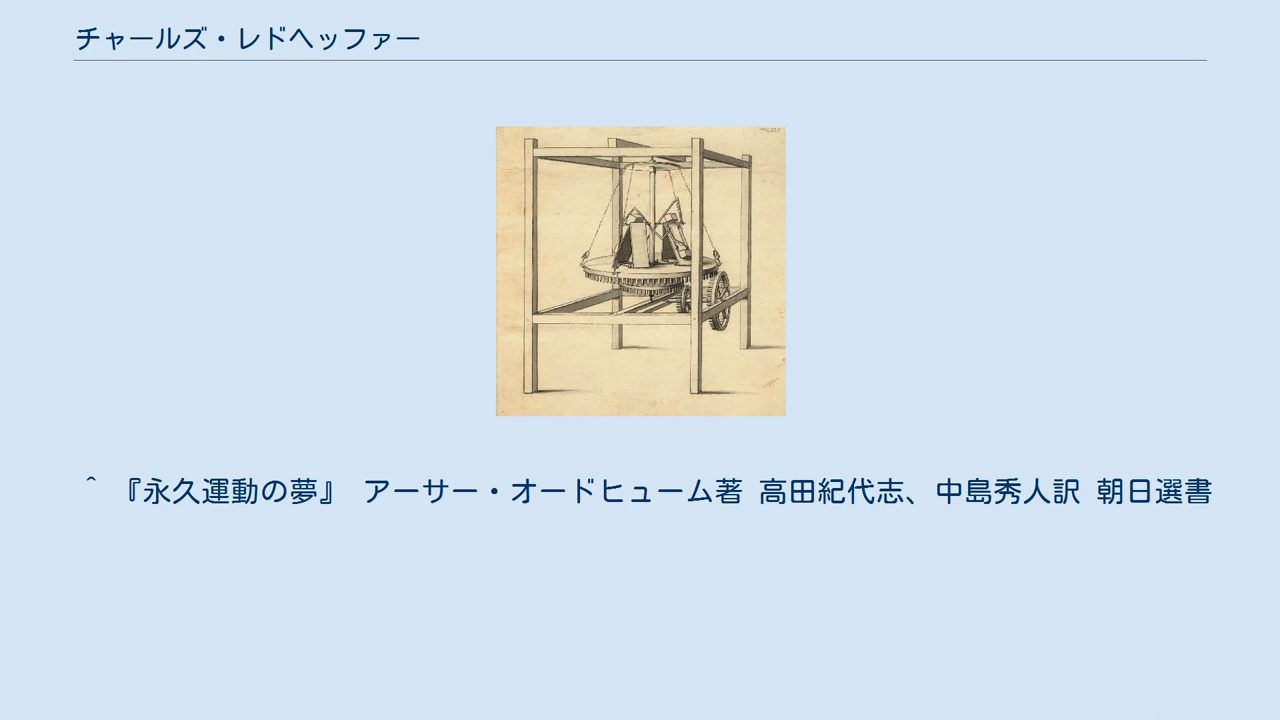 チャールズ・レドヘッファー
^ 『永久運動の夢』 アーサー・オードヒューム著 高田紀代志、中島秀人訳 朝日選書